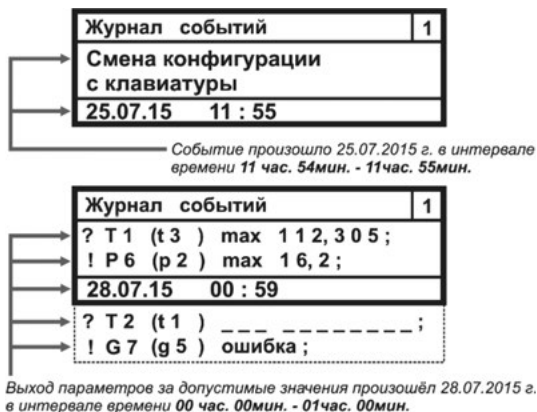 Журнал событий 1
Смена конфигурации
с клавиатуры
25.07.15 11 : 55
Событие произошло 25.07.2015 г. в интервале
времени 11 час. 54мин. - 11час. 55мин.
Журнал событий 1
? T 1 (t 3 ) max 1 1 2, 3 0 5 ;
! P 6 (p 2 ) max 1 6, 2 ;
28.07.15 00 : 59
? T 2 (t 1 ) _ _ _ _ _ _ _ _ _ _ _ ;
! G 7 (g 5 ) ошибка ;
Выход параметров за допустимые значения произошёл 28.07.2015 г.
в интервале времени 00 час. 00мин. - 01час. 00мин.